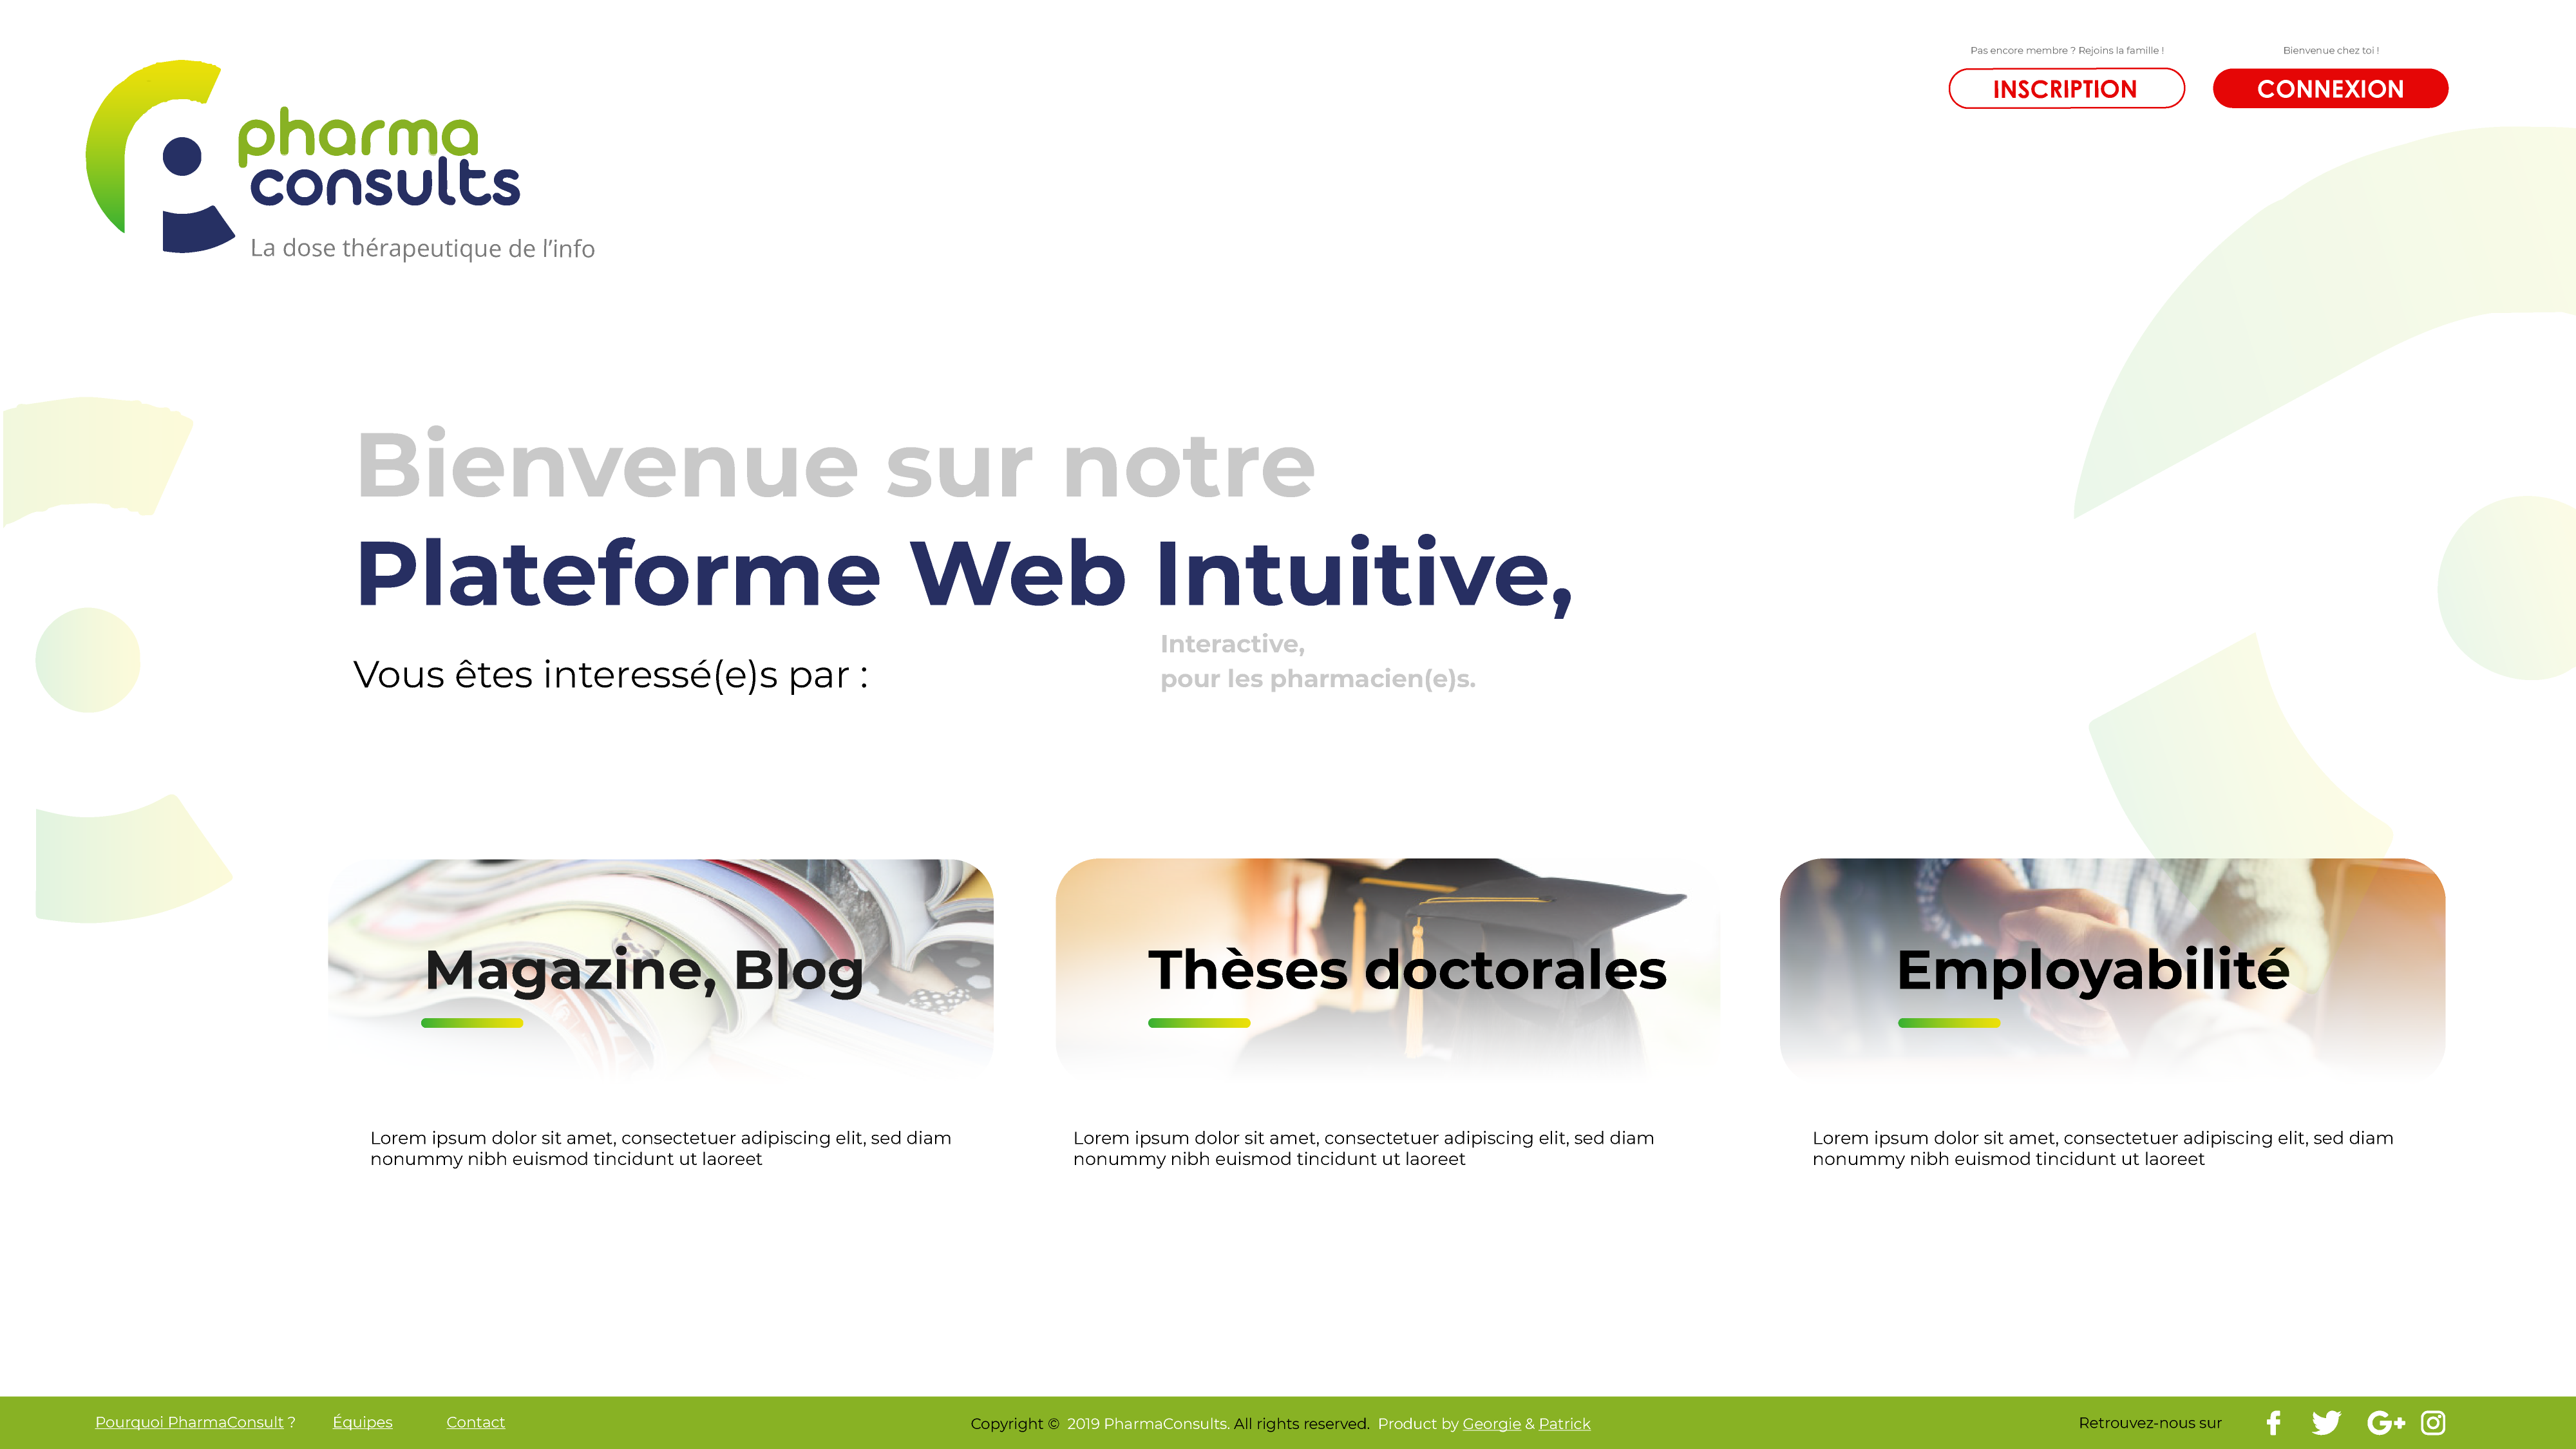 Pas encore membre ? Rejoins la famille !
Bienvenue chez toi !
INSCRIPTION
CONNEXION
pharma
consults
La dose thérapeutique de l'info
Bienvenue sur notre
Plateforme Web Intuitive,
Interactive,
pour les pharmacien(e)s.
Vous êtes interessé(e)s par :
Magazine, Blog
Lorem ipsum dolor sit amet, consectetuer adipiscing elit, sed diam
nonummy nibh euismod tincidunt ut laoreet
Thèses doctorales
Lorem ipsum dolor sit amet, consectetuer adipiscing elit, sed diam
nonummy nibh euismod tincidunt ut laoreet
Employabilité
Lorem ipsum dolor sit amet, consectetuer adipiscing elit, sed diam
nonummy nibh euismod tincidunt ut laoreet
Pourquoi PharmaConsult ?
Équipes
Contact
Copyright © 2019 PharmaConsults. All rights reserved. Product by Georgie & Patrick
Retrouvez-nous sur